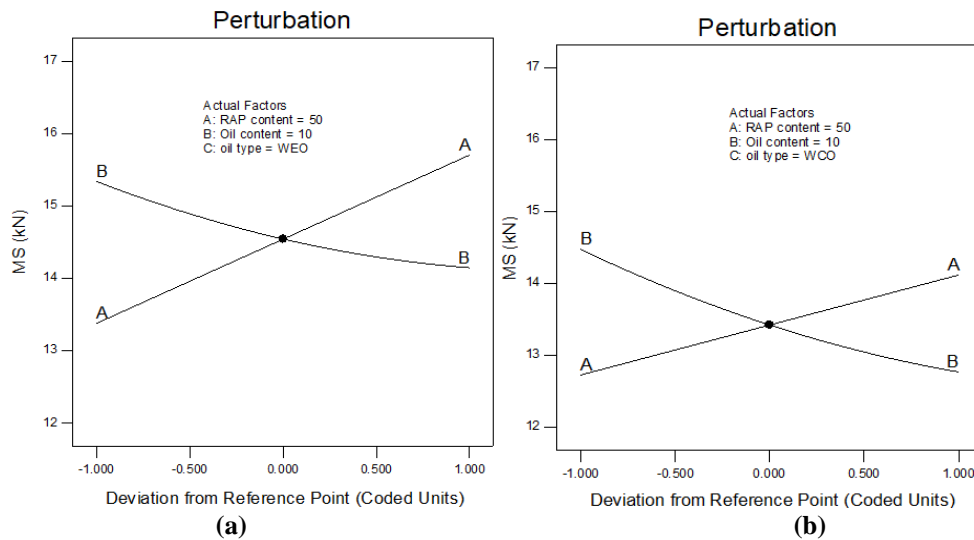 Perturbation
17
16
15
14
13
12
MS (kN)
Actual Factors
A: RAP content = 50
B: Oil content = 10
C: oil type = WEO
B
A
A
B
-1.000
-0.500
0.000
0.500
1.000
Deviation from Reference Point (Coded Units)
(a)
Perturbation
17
16
15
14
13
12
MS (kN)
Actual Factors
A: RAP content = 50
B: Oil content = 10
C: oil type = WCO
B
A
A
B
-1.000
-0.500
0.000
0.500
1.000
Deviation from Reference Point (Coded Units)
(b)